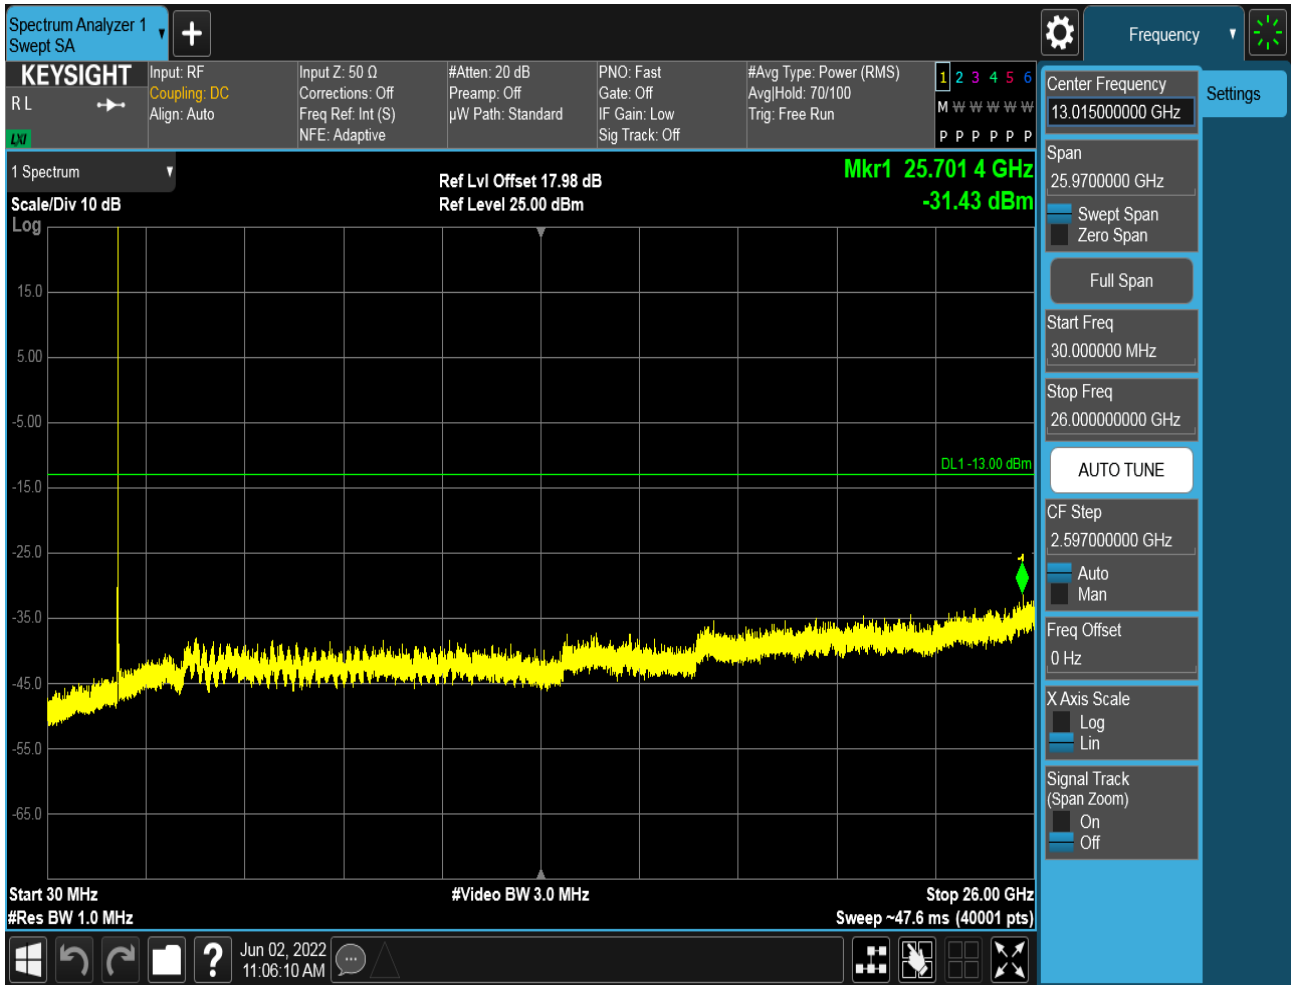 Spectrum Analyzer 1
Swept SA
Frequency
KEYSIGHT
R L
LXI
Input: RF
Coupling: DC
Align: Auto
Input Z: 50 Ω
Corrections: Off
Freq Ref: Int (S)
NFE: Adaptive
#Atten: 20 dB
Preamp: Off
µW Path: Standard
PNO: Fast
Gate: Off
IF Gain: Low
Sig Track: Off
#Avg Type: Power (RMS)
Avg|Hold: 70/100
Trig: Free Run
1 2 3 4 5 6
M W W W W W
P P P P P P
1 Spectrum
Scale/Div 10 dB
Log
Ref Lvl Offset 17.98 dB
Ref Level 25.00 dBm
Mkr1 25.701 4 GHz
-31.43 dBm
15.0
5.00
-5.00
-15.0
-25.0
-35.0
-45.0
-55.0
-65.0
DL1 -13.00 dBm
1
Start 30 MHz
#Res BW 1.0 MHz
#Video BW 3.0 MHz
Stop 26.00 GHz
Sweep ~47.6 ms (40001 pts)
Jun 02, 2022
11:06:10 AM
Center Frequency
13.015000000 GHz
Settings
Span
25.9700000 GHz
Swept Span
Zero Span
Full Span
Start Freq
30.000000 MHz
Stop Freq
26.000000000 GHz
AUTO TUNE
CF Step
2.597000000 GHz
Auto
Man
Freq Offset
0 Hz
X Axis Scale
Log
Lin
Signal Track
(Span Zoom)
On
Off